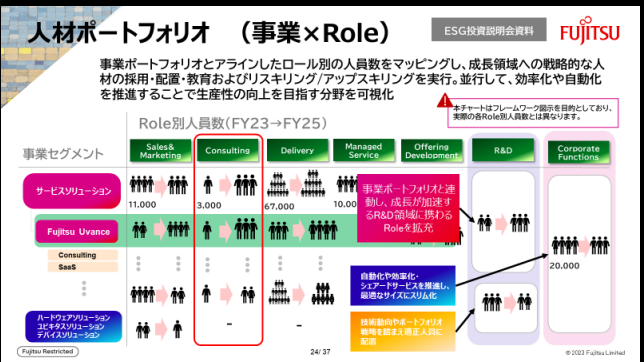 人材ポートフォリオ （事業×Role）
ESG投資説明会資料
FUJITSU
事業ポートフォリオとアラインしたロール別の人員数をマッピングし、成長領域への戦略的な人
材の採用・配置・教育およびリスキリング/アップスキリングを実行。並行して、効率化や自動化
を推進することで生産性の向上を目指す分野を可視化
本チャートはフレームワーク図示を目的としており、
実際の各Role別人員数とは異なります。
Role別人員数(FY23→FY25)
事業セグメント
Sales&
Marketing
Consulting
Delivery
Managed
Service
Offering
Development
R&D
Corporate
Functions
サービスソリューション
11,000
3,000
67,000
10,00
事業ポートフォリオと連
動し、成長が加速す
るR&D領域に携わる
Roleを拡充
Fujitsu Uvance
Consulting
SaaS
自動化や効率化・
シェアードサービスを推進し、
最適なサイズにスリム化
20,000
技術動向やポートフォリオ
戦略を踏まえ適正人員に
配置
ハードウェアソリューション
ユビキタスソリューション
デバイスソリューション
-
-
Fujitsu Restricted
24/ 37
© 2023 Fujitsu Limited